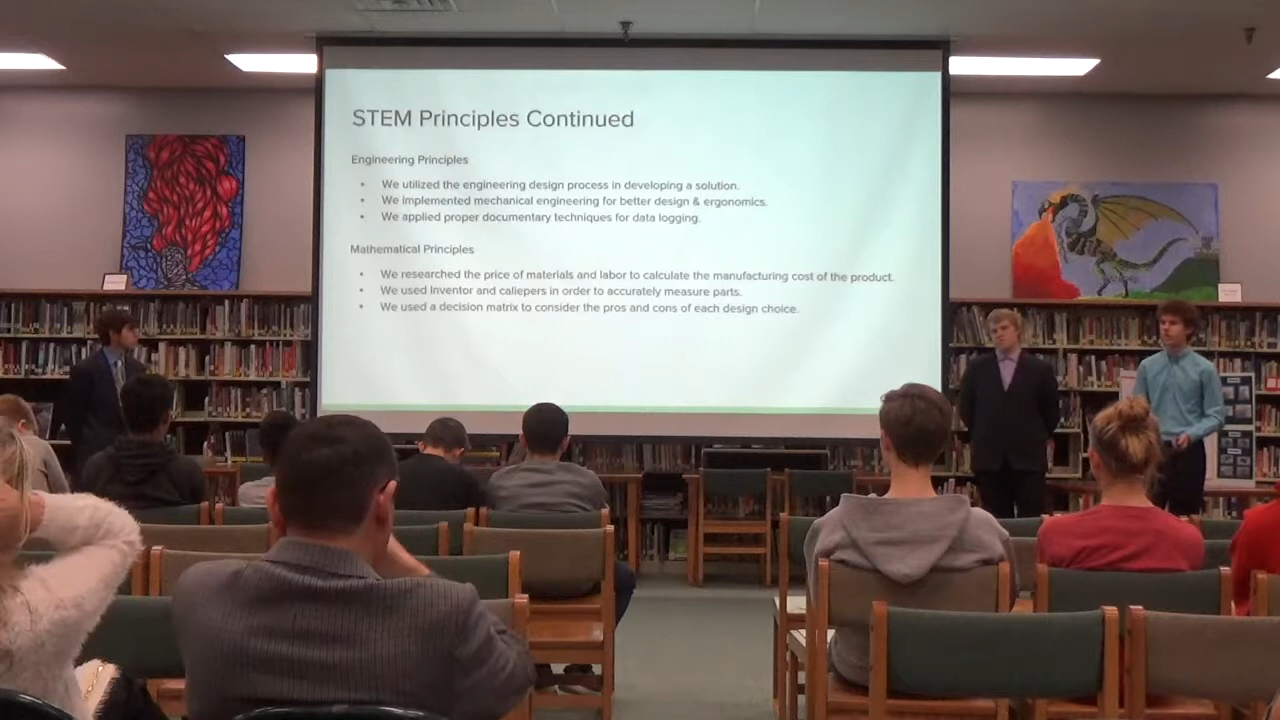 STEM Principles Continued
Engineering Principles
• We utilized the engineering design process in developing a solution.
• We implemented mechanical engineering for better design & ergonomics.
• We applied proper documentary techniques for data logging.
Mathematical Principles
• We researched the price of materials and labor to calculate the manufacturing cost of the product.
• We used Inventor and caliepers in order to accurately measure parts.
• We used a decision matrix to consider the pros and cons of each design choice.